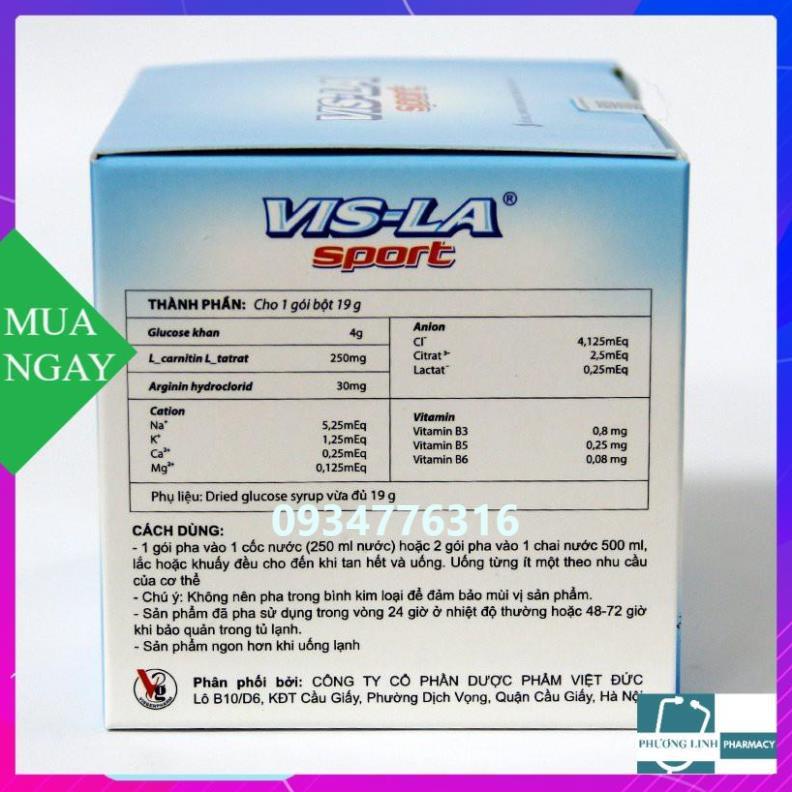 VIS-LA
sport
VIS-LA®
sport
THÀNH PHẦN: Cho 1 gói bột 19 g
Glucose khan 4g
L_carnitin L_tatrat 250mg
Arginin hydroclorid 30mg
Cation
Na⁺ 5,25mEq
K⁺ 1,25mEq
Ca²⁺ 0,25mEq
Mg²⁺ 0,125mEq
Anion
Cl⁻ 4,125mEq
Citrat³⁻ 2,5mEq
Lactat⁻ 0,25mEq
Vitamin
Vitamin B3 0,8 mg
Vitamin B5 0,25 mg
Vitamin B6 0,08 mg
Phụ liệu: Dried glucose syrup vừa đủ 19 g
0934776316
CÁCH DÙNG:
- 1 gói pha vào 1 cốc nước (250 ml nước) hoặc 2 gói pha vào 1 chai nước 500 ml,
lắc hoặc khuấy đều cho đến khi tan hết và uống. Uống từng ít một theo nhu cầu
của cơ thể
- Chú ý: Không nên pha trong bình kim loại để đảm bảo mùi vị sản phẩm.
- Sản phẩm đã pha sử dụng trong vòng 24 giờ ở nhiệt độ thường hoặc 48-72 giờ
khi bảo quản trong tủ lạnh.
- Sản phẩm ngon hơn khi uống lạnh
Phân phối bởi: CÔNG TY CỔ PHẦN DƯỢC PHẨM VIỆT ĐỨC
Lô B10/D6, KĐT Cầu Giấy, Phường Dịch Vọng, Quận Cầu Giấy, Hà Nội
MUA
NGAY
PHƯƠNG LINH PHARMACY